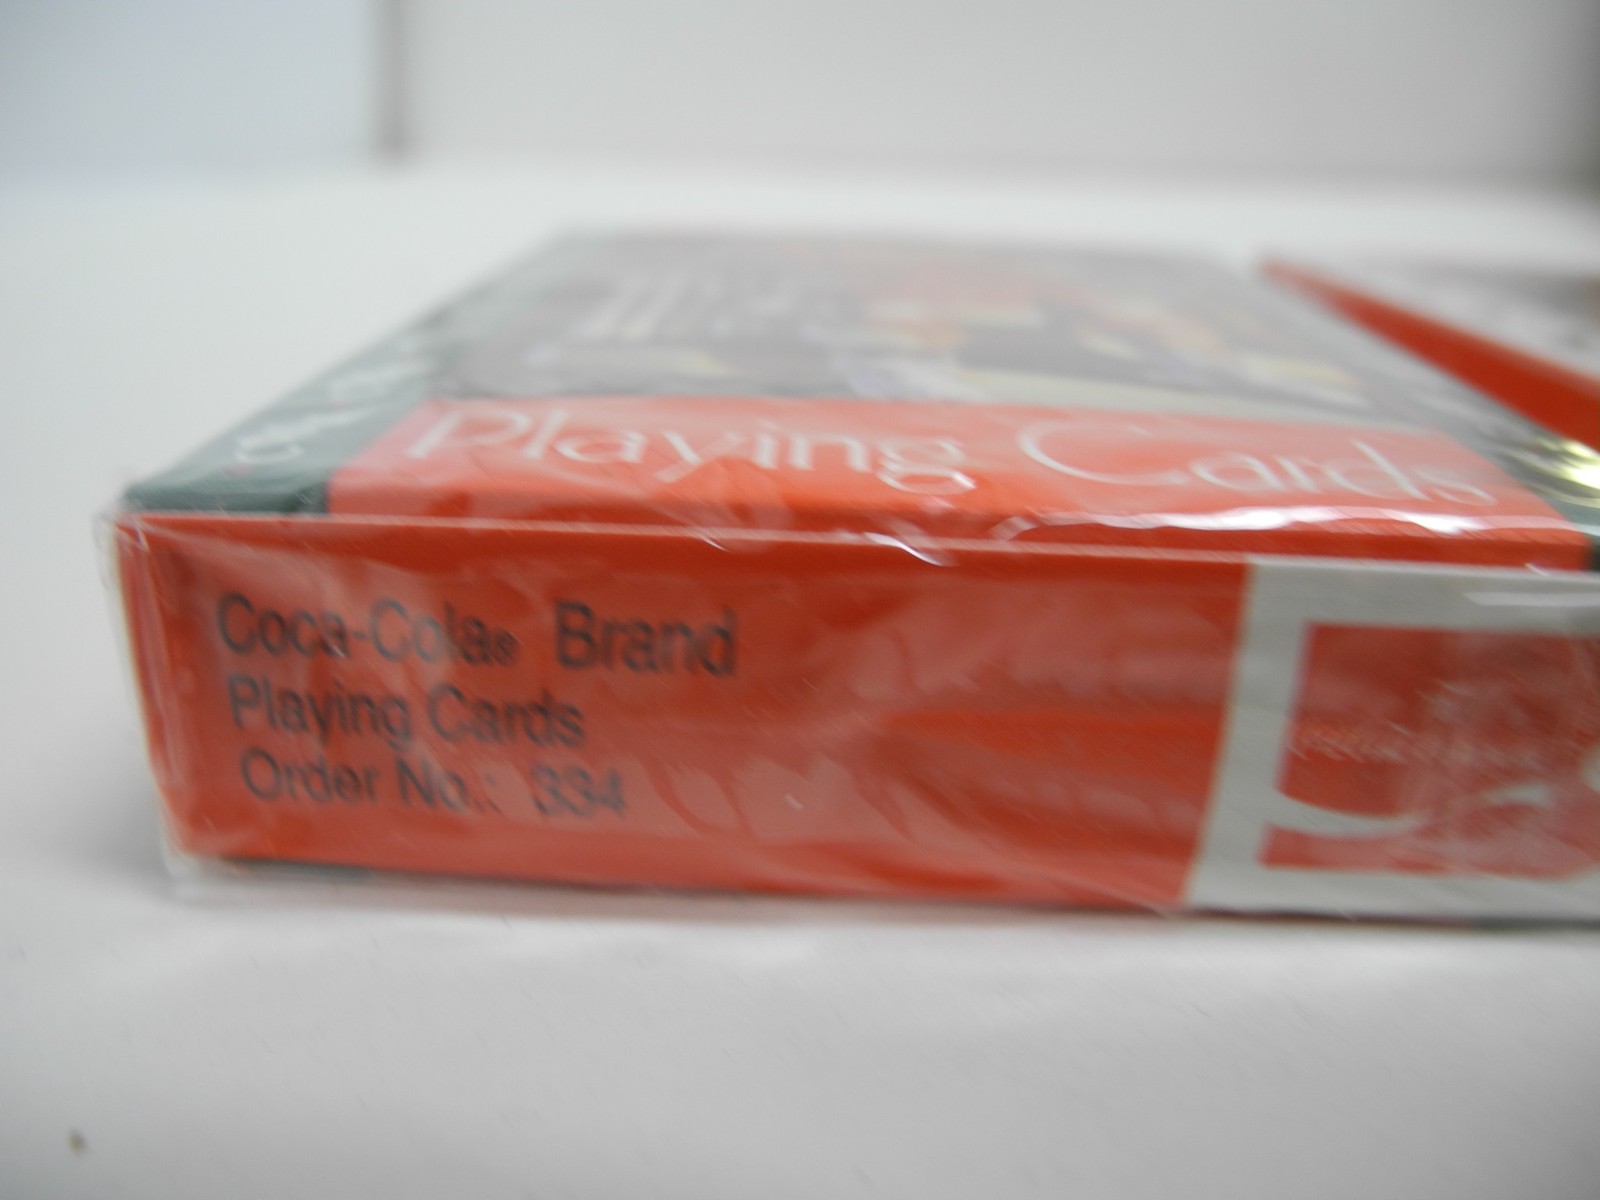 Playing Cards
Coca-Cola® Brand
Playing Cards
Order No.: 334